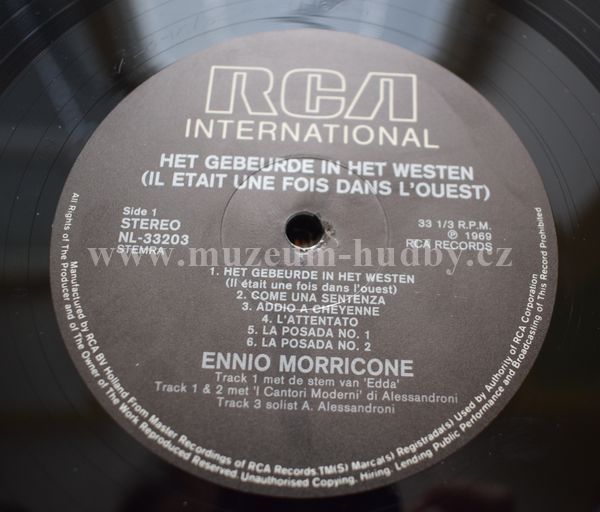 RCA
INTERNATIONAL
HET GEBEURDE IN HET WESTEN
(IL ETAIT UNE FOIS DANS L'OUEST)
Side 1
STEREO
NL-33203
STEMRA
33 1/3 R.P.M.
℗ 1969
RCA RECORDS
www.muzeum-hudby.cz
1. HET GEBEURDE IN HET WESTEN
(Il était une fois dans l'ouest)
2. COME UNA SENTENZA
3. ADDIO A CHEYENNE
4. L'ATTENTATO
5. LA POSADA NO. 1
6. LA POSADA NO. 2
ENNIO MORRICONE
Track 1 met de stem van 'Edda'
Track 1 & 2 met 'I Cantori Moderni' di Alessandroni
Track 3 solist A. Alessandroni
Manufactured by RCA BV Holland From Master Recordings of RCA Records.TM(S) Marca(s) Registrada(s) Used by Authority of RCA Corporation
All Rights of The Producer and of The Owner of The Work Reproduced Reserved.Unauthorised Copying. Hiring. Lending Public Performance and Broadcasting of This Record Prohibited